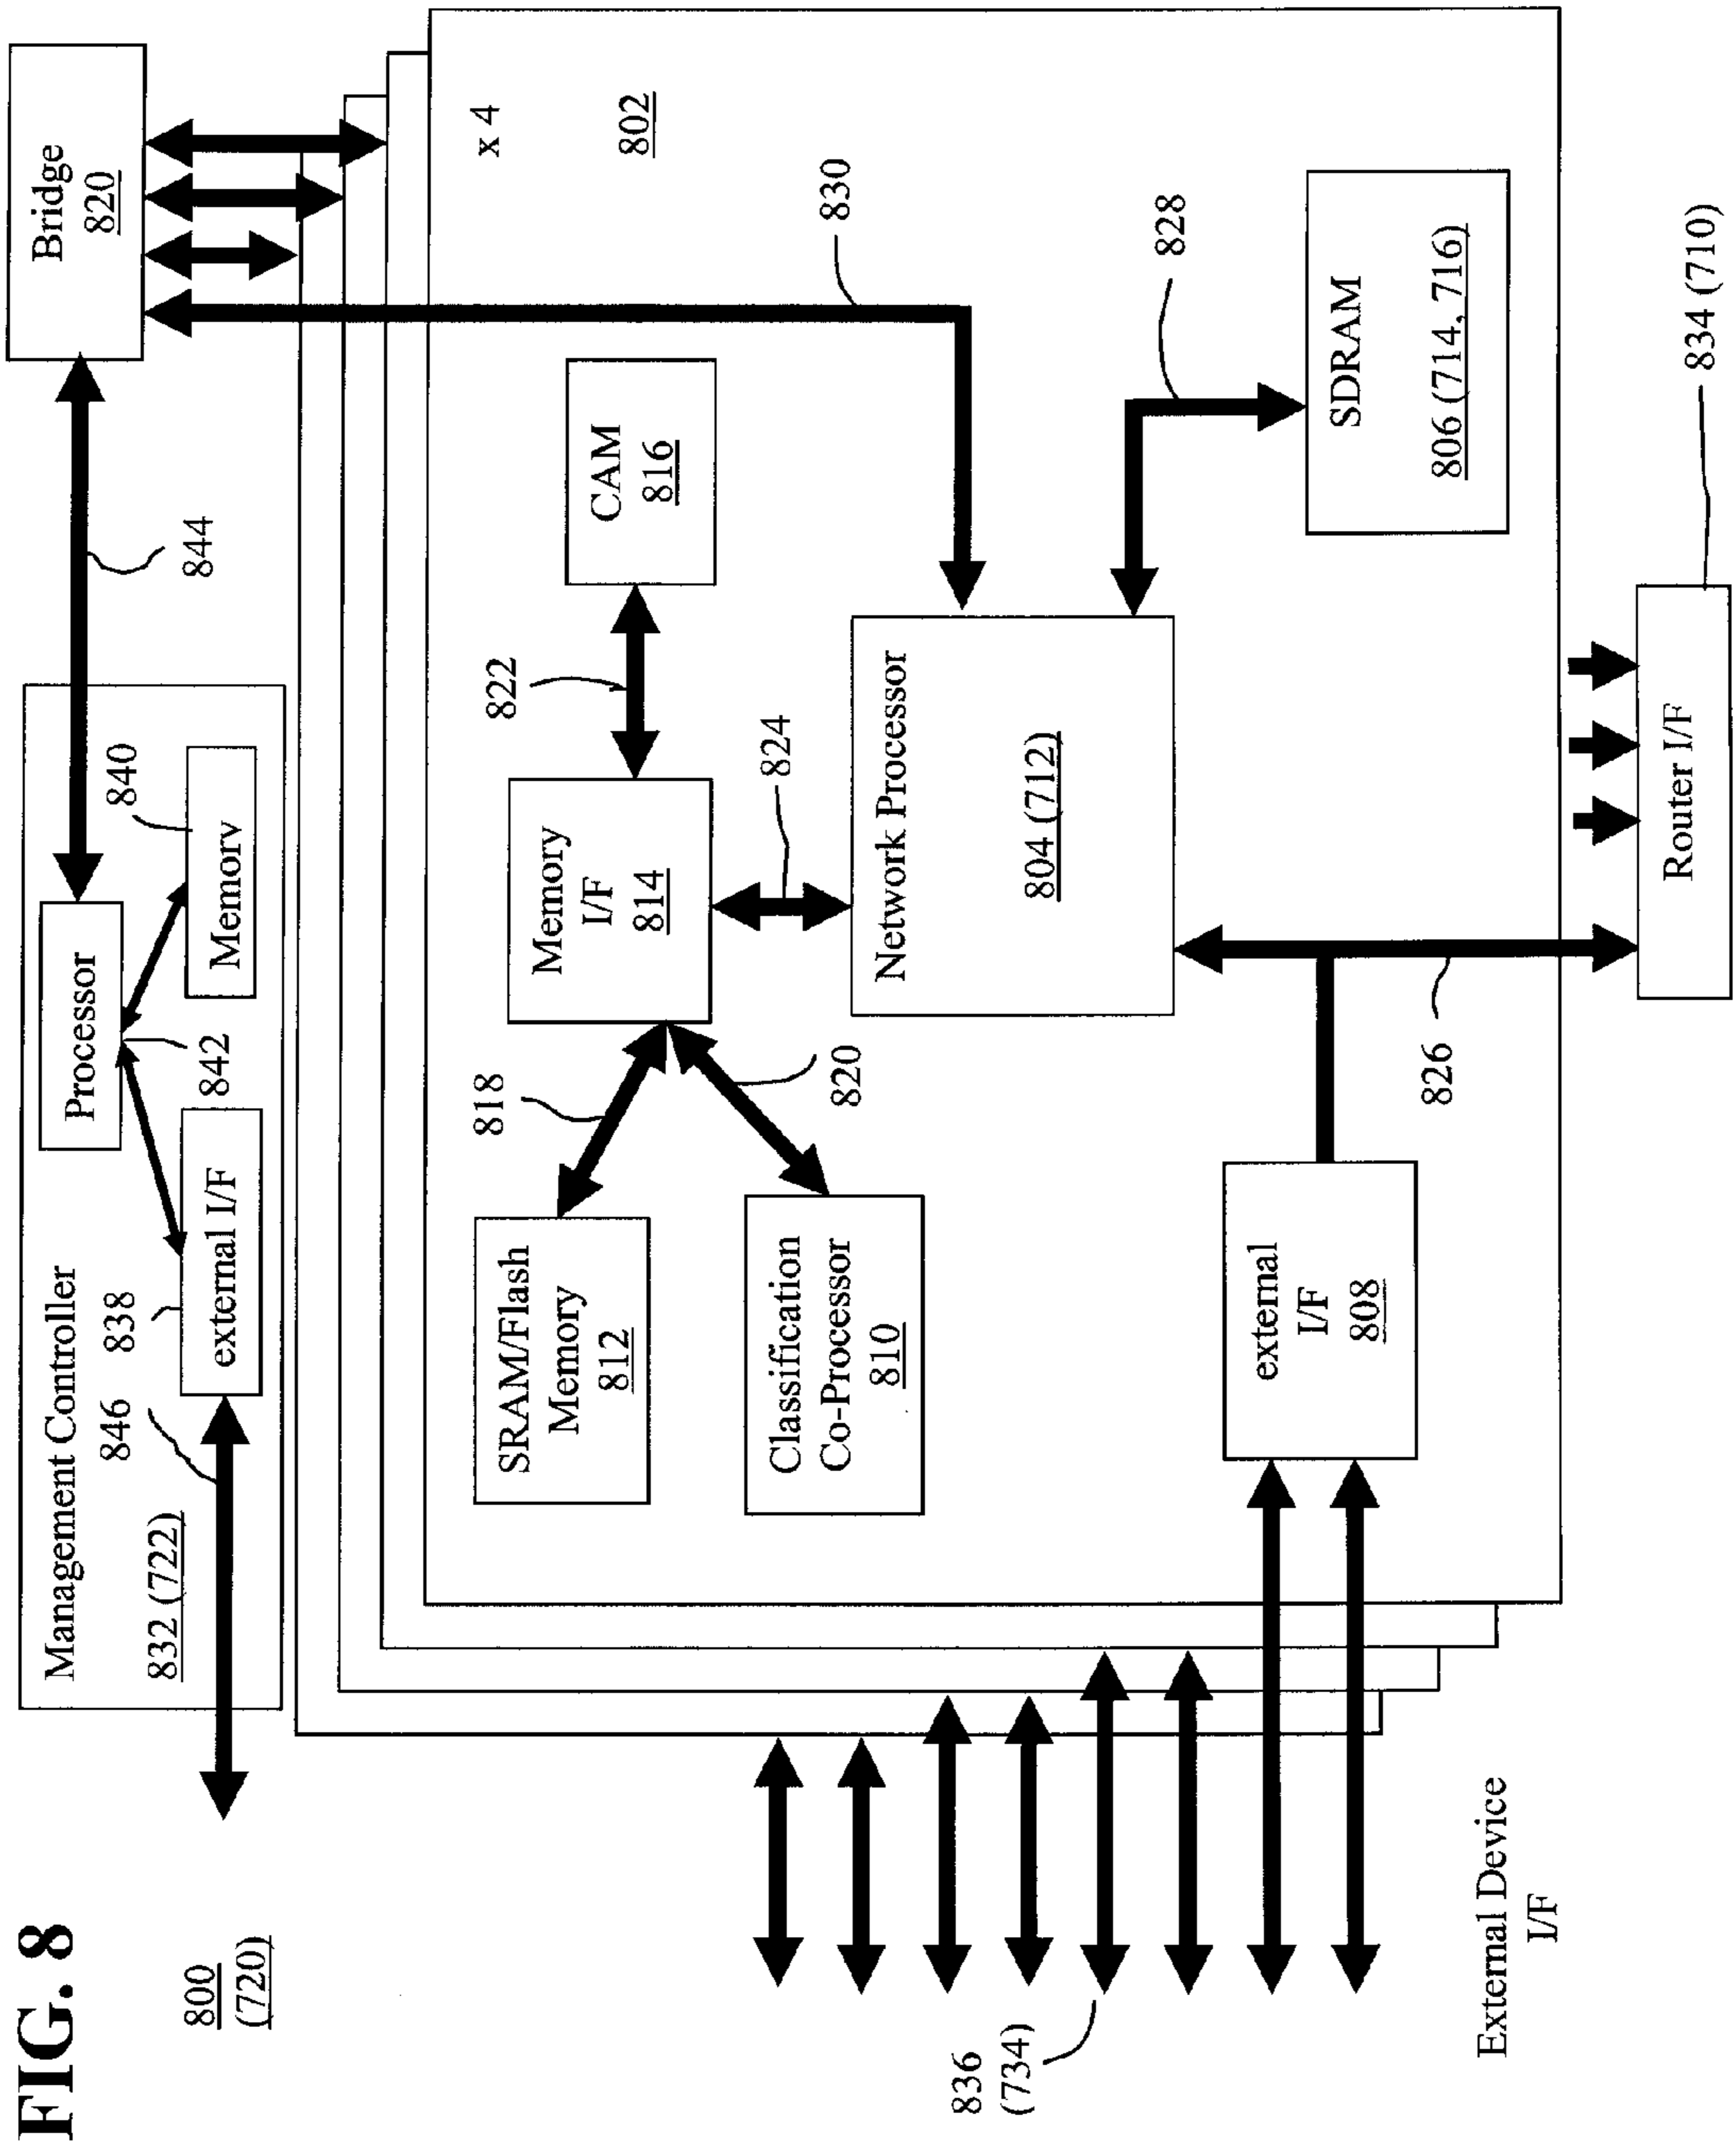 FIG. 8
800
(720)
Management Controller
832 (722)
846
838
external I/F
842
Processor
840
Memory
844
Bridge
820
x 4
802
830
CAM
816
822
Memory
I/F
814
824
818
820
SRAM/Flash
Memory
812
Classification
Co-Processor
810
Network Processor
804 (712)
828
SDRAM
806 (714, 716)
external
I/F
808
826
Router I/F
834 (710)
836
(734)
External Device
I/F